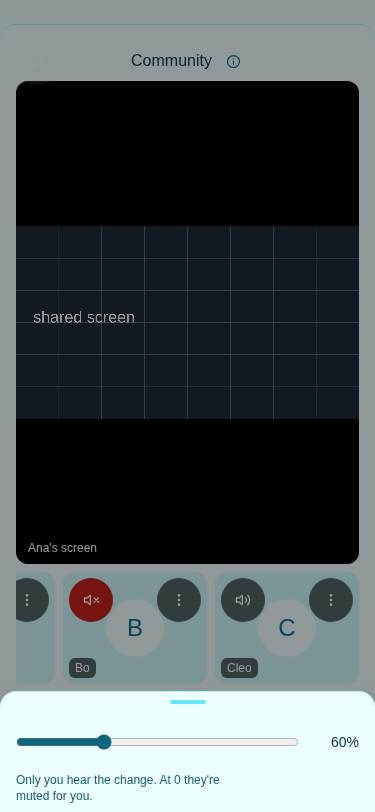 Community
shared screen
Ana's screen
B
C
Bo
Cleo
60%
Only you hear the change. At 0 they're
muted for you.